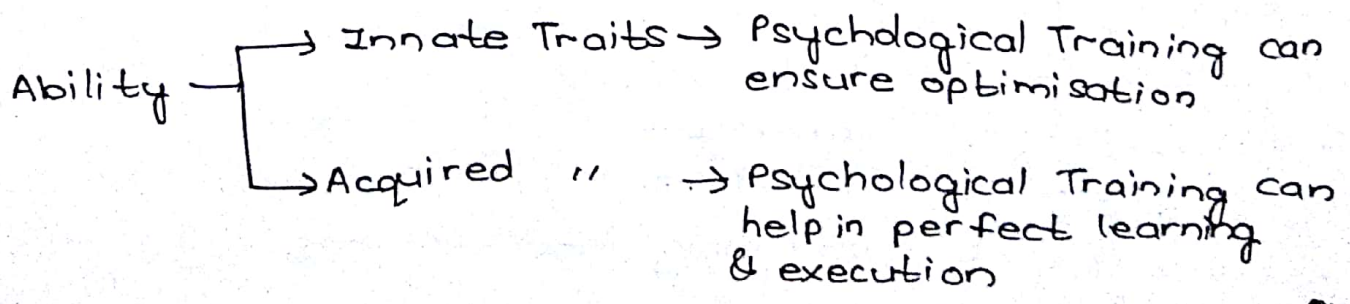 Ability → Innate Traits → Psychological Training can
ensure optimisation
→ Acquired " → Psychological Training can
help in perfect learning
& execution